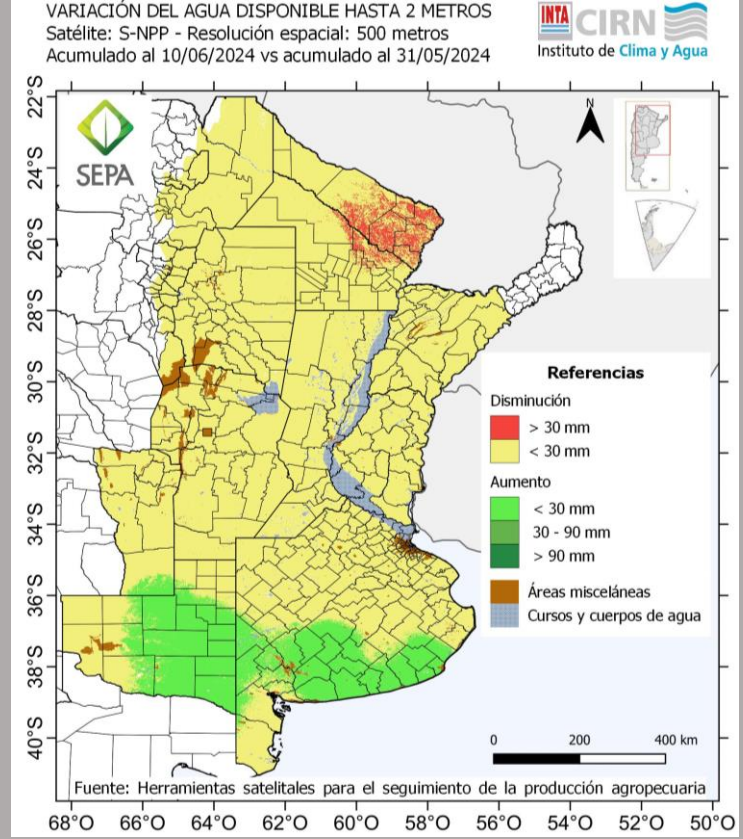 VARIACIÓN DEL AGUA DISPONIBLE HASTA 2 METROS
Satélite: S-NPP - Resolución espacial: 500 metros
Acumulado al 10/06/2024 vs acumulado al 31/05/2024
INTA CIRN
Instituto de Clima y Agua
SEPA
N
22°S
24°S
26°S
28°S
30°S
32°S
34°S
36°S
38°S
40°S
Referencias
Disminución
> 30 mm
< 30 mm
Aumento
< 30 mm
30 - 90 mm
> 90 mm
Áreas misceláneas
Cursos y cuerpos de agua
0 200 400 km
Fuente: Herramientas satelitales para el seguimiento de la producción agropecuaria
68°O 66°O 64°O 62°O 60°O 58°O 56°O 54°O 52°O 50°O